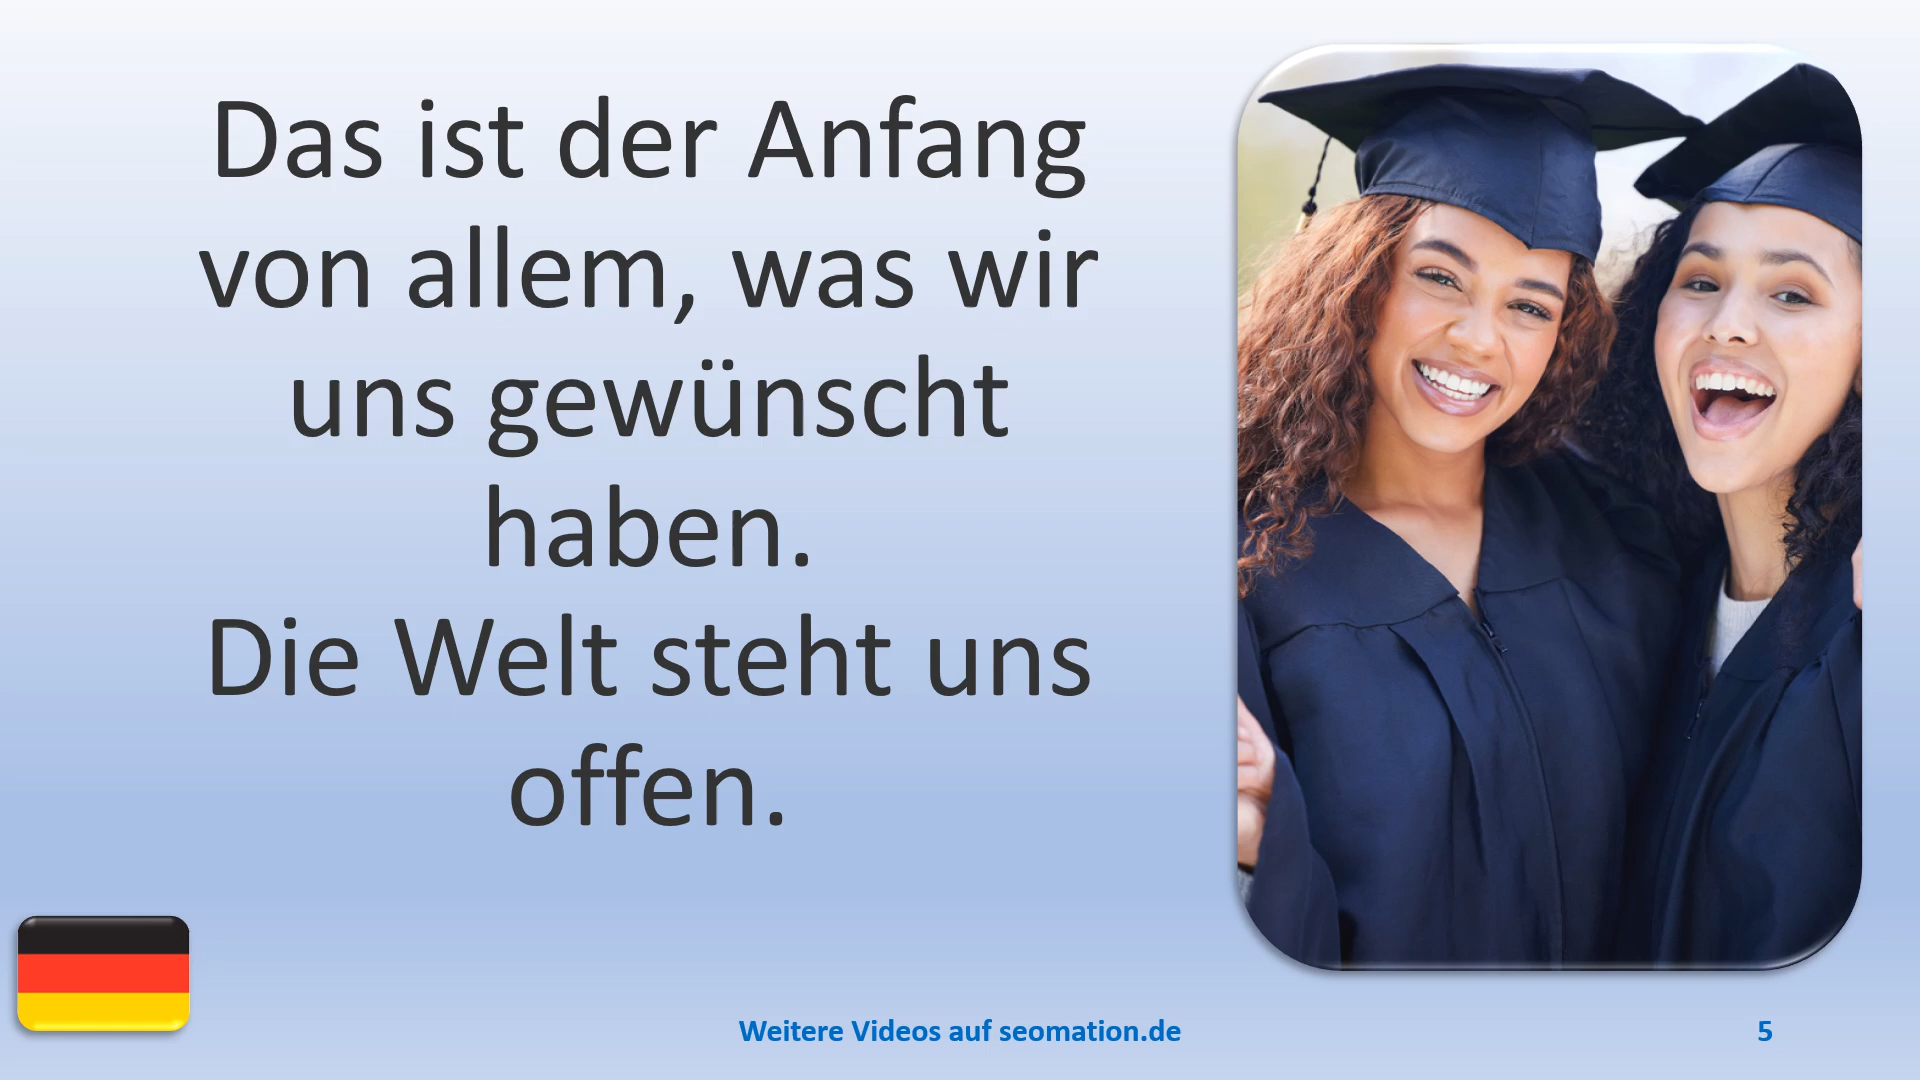 Das ist der Anfang
von allem, was wir
uns gewünscht
haben.
Die Welt steht uns
offen.
Weitere Videos auf seomation.de
5